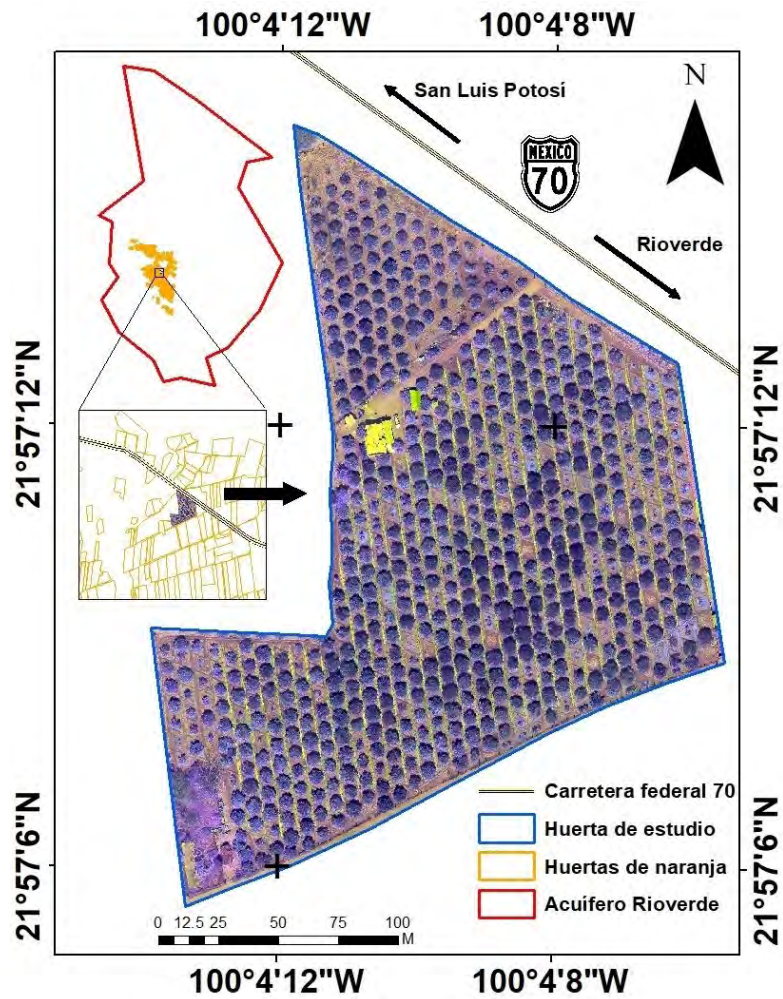 100°4'12"W 100°4'8"W
San Luis Potosí
N
MEXICO
70
Rioverde
21°57'12"N
21°57'12"N
Carretera federal 70
Huerta de estudio
Huertas de naranja
Acuífero Rioverde
21°57'6"N
21°57'6"N
0 12.5 25 50 75 100
M
100°4'12"W 100°4'8"W